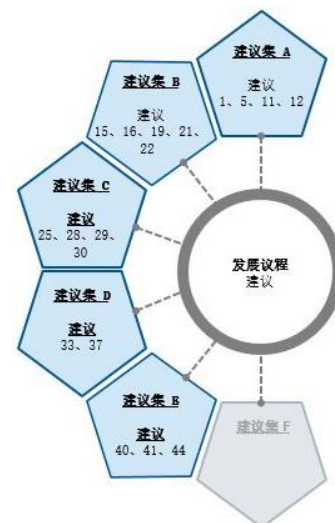 建议集 A
建议
1、5、11、12
建议集 B
建议
15、16、19、21、
22
建议集 C
建议
25、28、29、
30
建议集 D
建议
33、37
建议集 E
建议
40、41、44
建议集 F
发展议程
建议